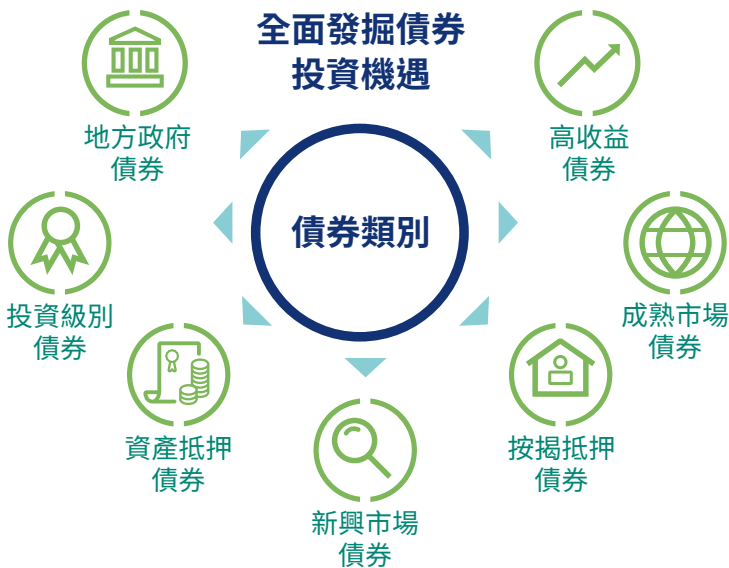 全面發掘債券
投資機遇
地方政府
債券
高收益
債券
債券類別
投資級別
債券
成熟市場
債券
資產抵押
債券
按揭抵押
債券
新興市場
債券